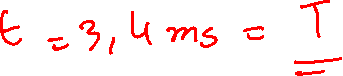 t = 3,4 ms = T